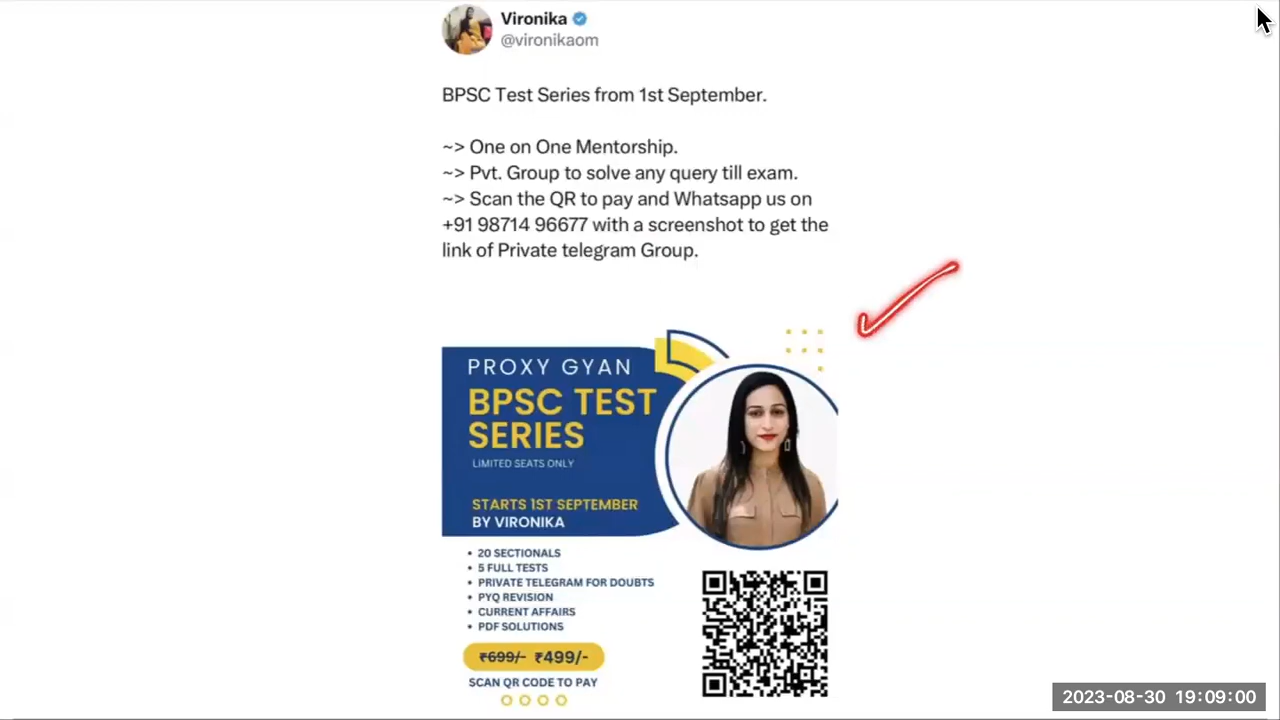 Vironika
@vironikaom
BPSC Test Series from 1st September.
~> One on One Mentorship.
~> Pvt. Group to solve any query till exam.
~> Scan the QR to pay and Whatsapp us on
+91 98714 96677 with a screenshot to get the
link of Private telegram Group.
PROXY GYAN
BPSC TEST
SERIES
LIMITED SEATS ONLY
STARTS 1ST SEPTEMBER
BY VIRONIKA
• 20 SECTIONALS
• 5 FULL TESTS
• PRIVATE TELEGRAM FOR DOUBTS
• PYQ REVISION
• CURRENT AFFAIRS
• PDF SOLUTIONS
₹699/- ₹499/-
SCAN QR CODE TO PAY
2023-08-30 19:09:00